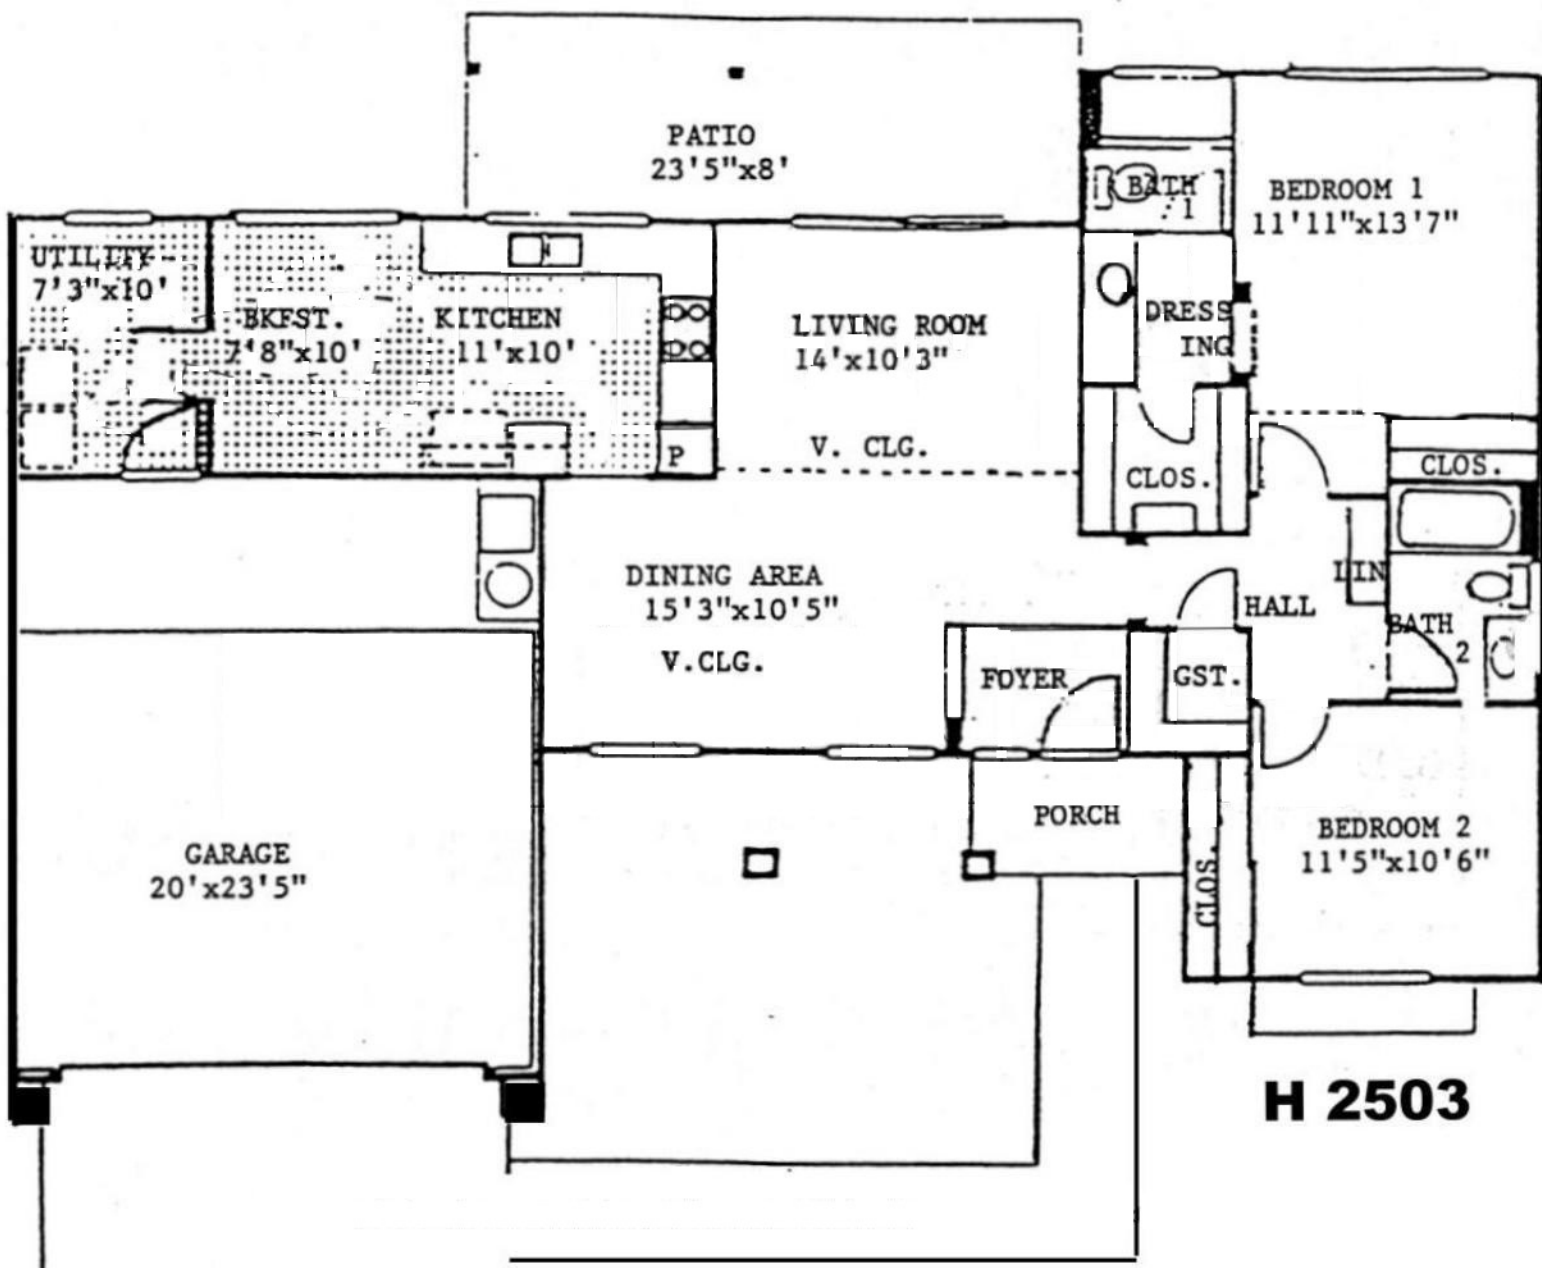 PATIO
23'5"x8'
BATH
1
BEDROOM 1
11'11"x13'7"
UTILITY
7'3"x10'
BKFST.
7'8"x10'
KITCHEN
11'x10'
LIVING ROOM
14'x10'3"
V. CLG.
DRESS
ING
P
CLOS.
CLOS.
DINING AREA
15'3"x10'5"
V.CLG.
LIN
HALL
BATH
2
FOYER
GST.
PORCH
CLOS.
BEDROOM 2
11'5"x10'6"
GARAGE
20'x23'5"
H 2503